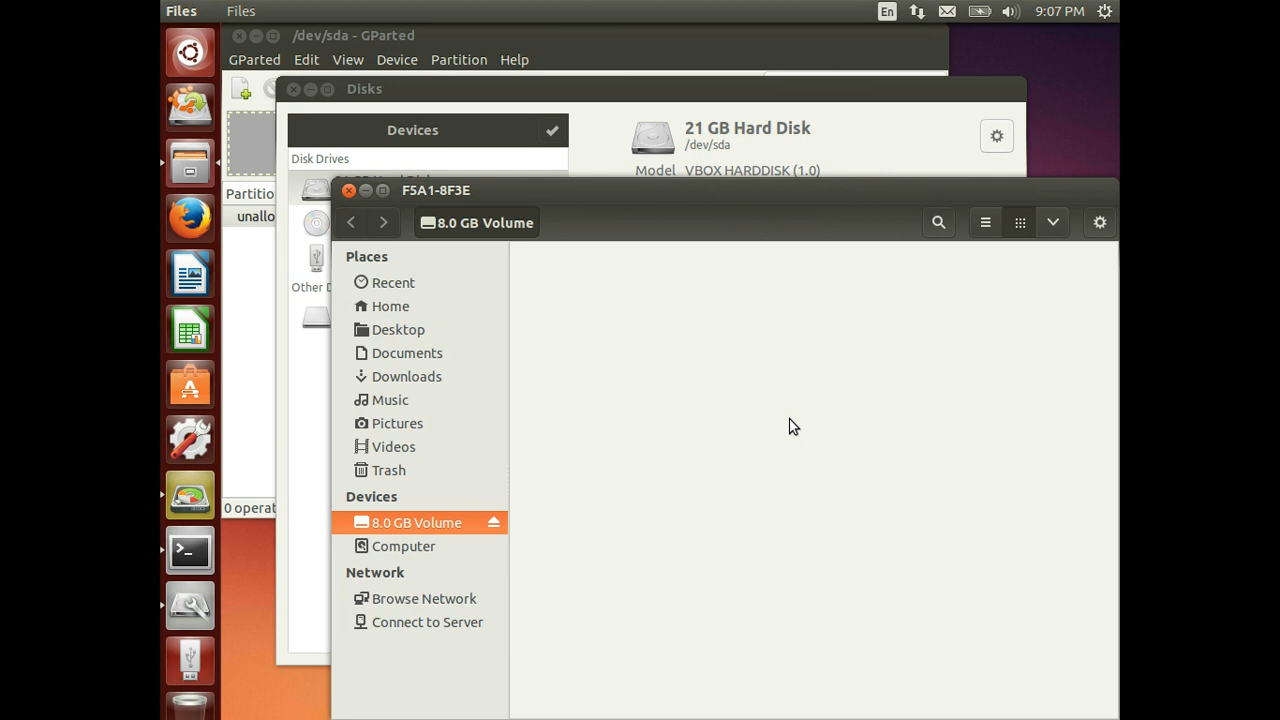 Files Files En 9:07 PM
/dev/sda - GParted
GParted Edit View Device Partition Help
Disks
Devices
21 GB Hard Disk
/dev/sda
Disk Drives
Model VBOX HARDDISK (1.0)
F5A1-8F3E
Partitio
unallo
8.0 GB Volume
Places
Recent
Other D
Home
Desktop
Documents
Downloads
Music
Pictures
Videos
Trash
Devices
0 operat
8.0 GB Volume
Computer
Network
Browse Network
Connect to Server